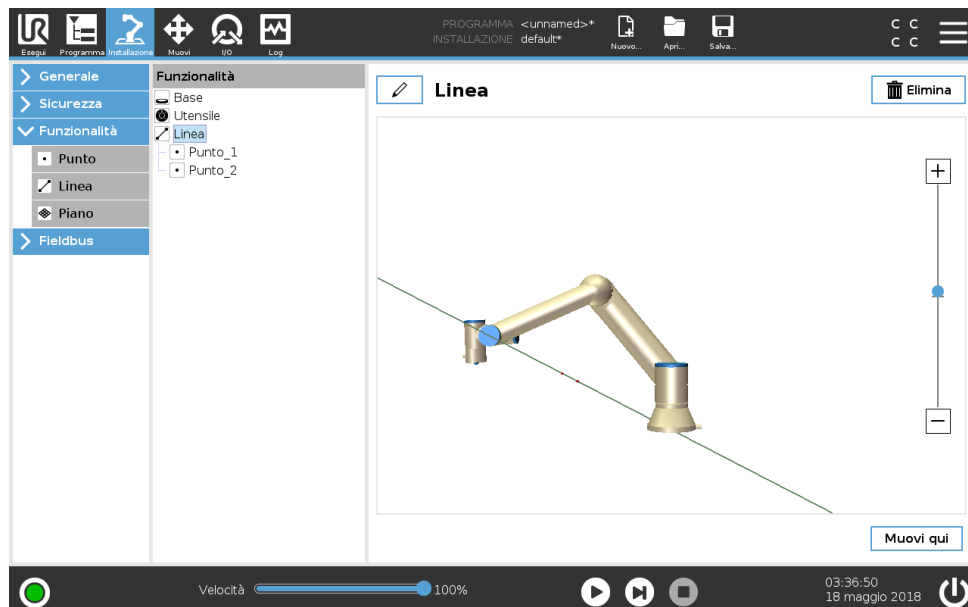 UR
Esegui Programma Installazione Muovi I/O Log
PROGRAMMA <unnamed>*
INSTALLAZIONE default*
Nuovo... Apri... Salva...
C C
C C
Generale
Sicurezza
Funzionalità
Punto
Linea
Piano
Fieldbus
Funzionalità
Base
Utensile
Linea
Punto_1
Punto_2
Linea
Elimina
Muovi qui
Velocità 100%
03:36:50
18 maggio 2018